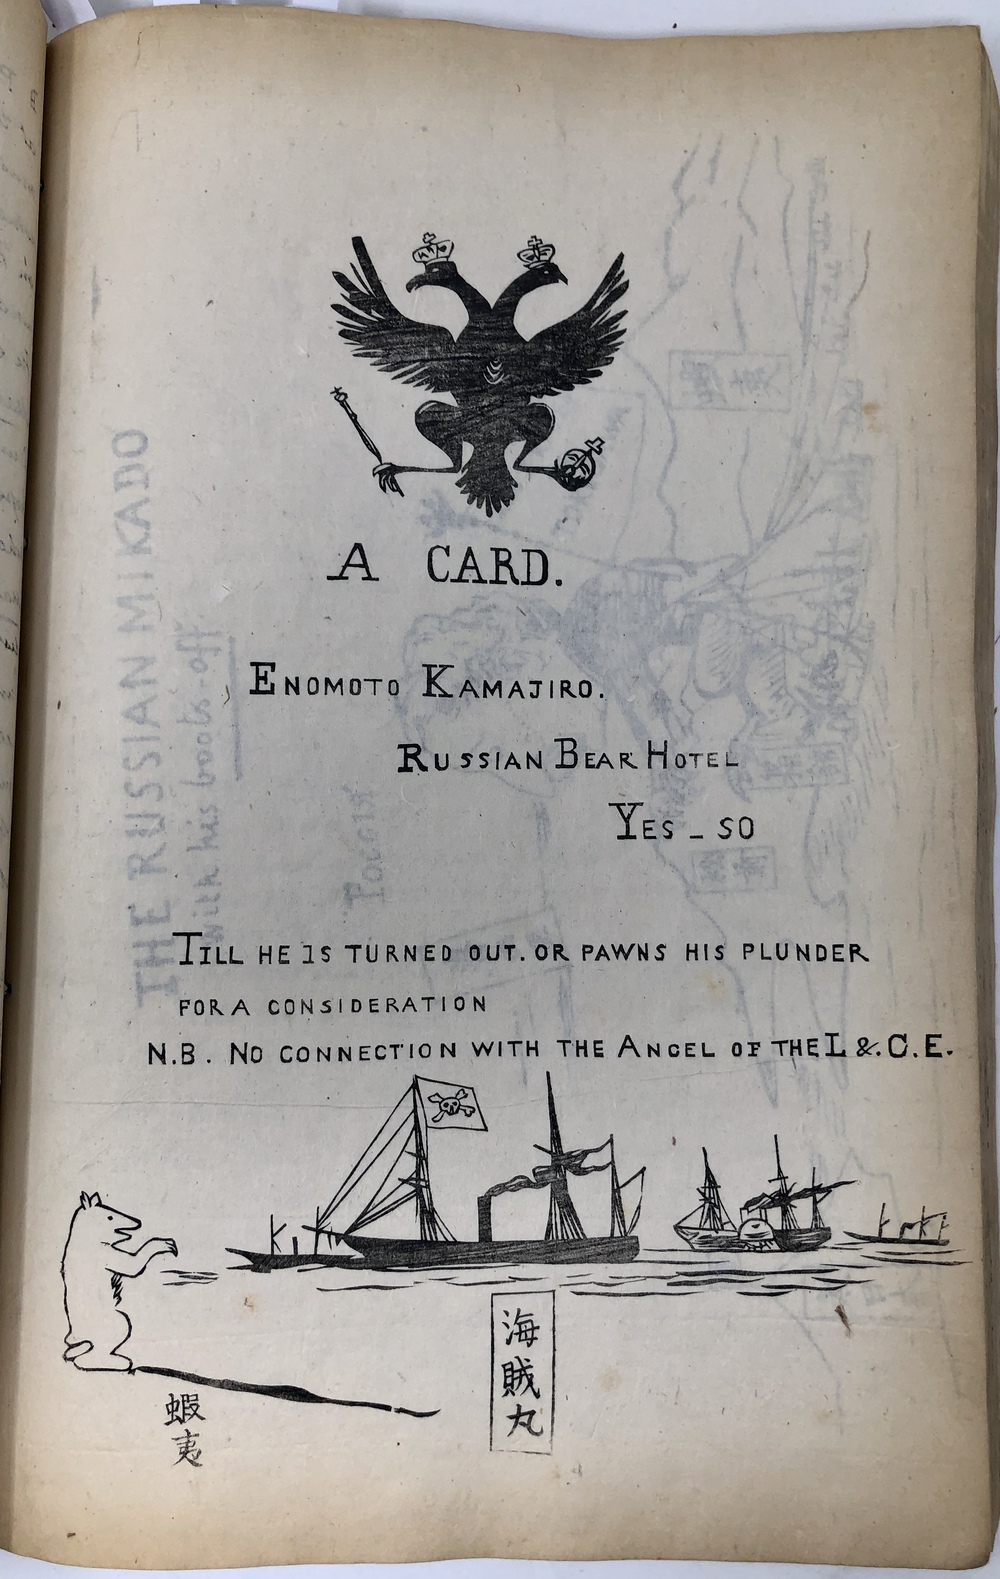 A CARD.
ENOMOTO KAMAJIRO.
RUSSIAN BEAR HOTEL
YES - SO
TILL HE IS TURNED OUT. OR PAWNS HIS PLUNDER
FOR A CONSIDERATION
N.B. NO CONNECTION WITH THE ANGEL OF THE L & C. E.
海賊丸
蝦夷
THE RUSSIAN MIKADO
with his boots off